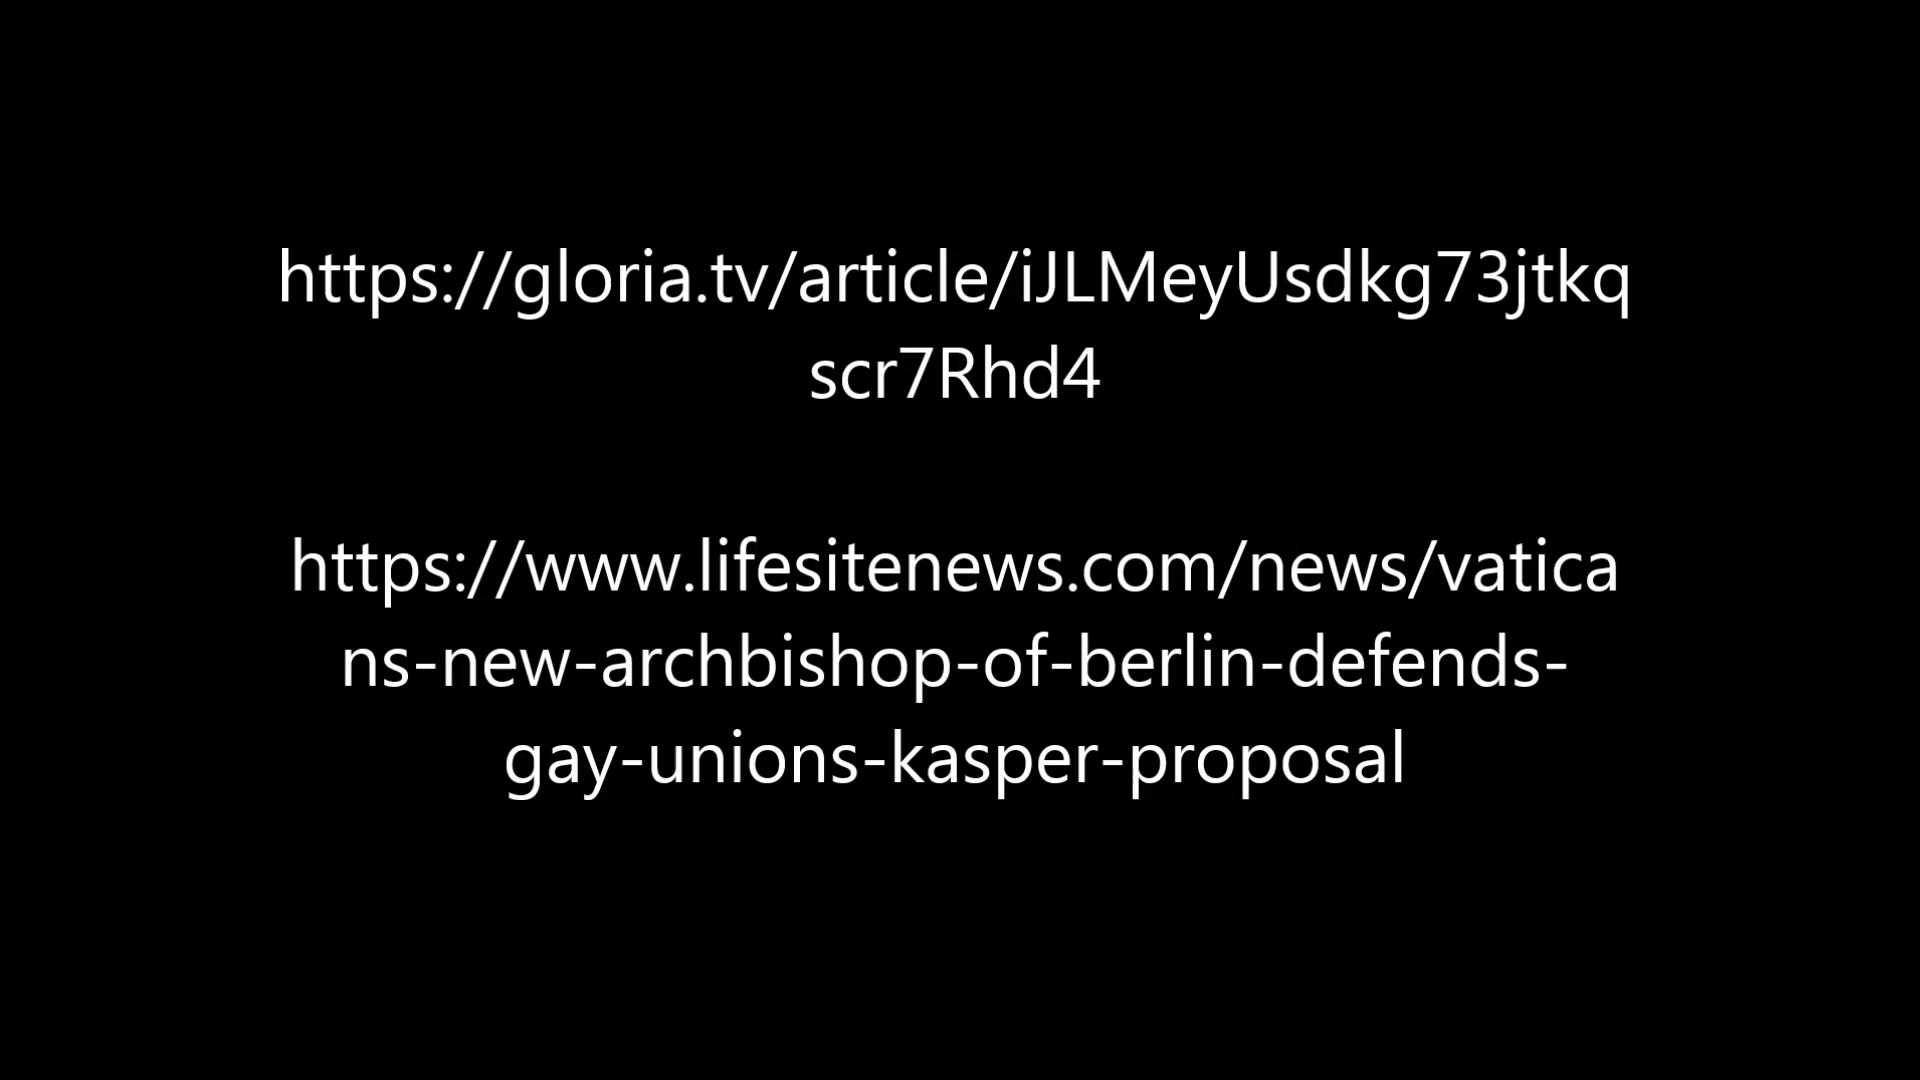 https://gloria.tv/article/iJLMeyUsdkg73jtkq
scr7Rhd4
https://www.lifesitenews.com/news/vatica
ns-new-archbishop-of-berlin-defends-
gay-unions-kasper-proposal